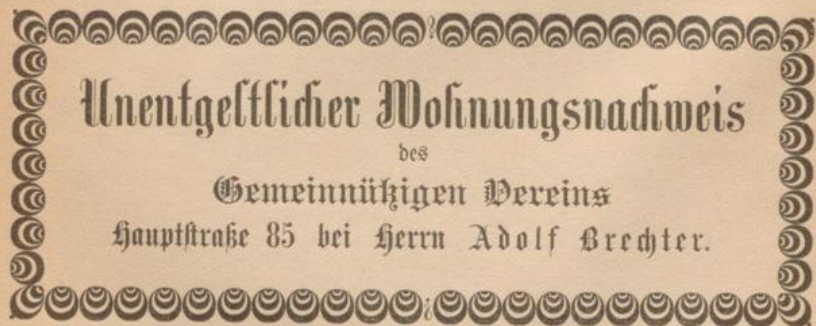 Unentgeltlicher Wohnungsnachweis
des
Gemeinnützigen Vereins
Hauptstraße 85 bei Herrn Adolf Brechter.